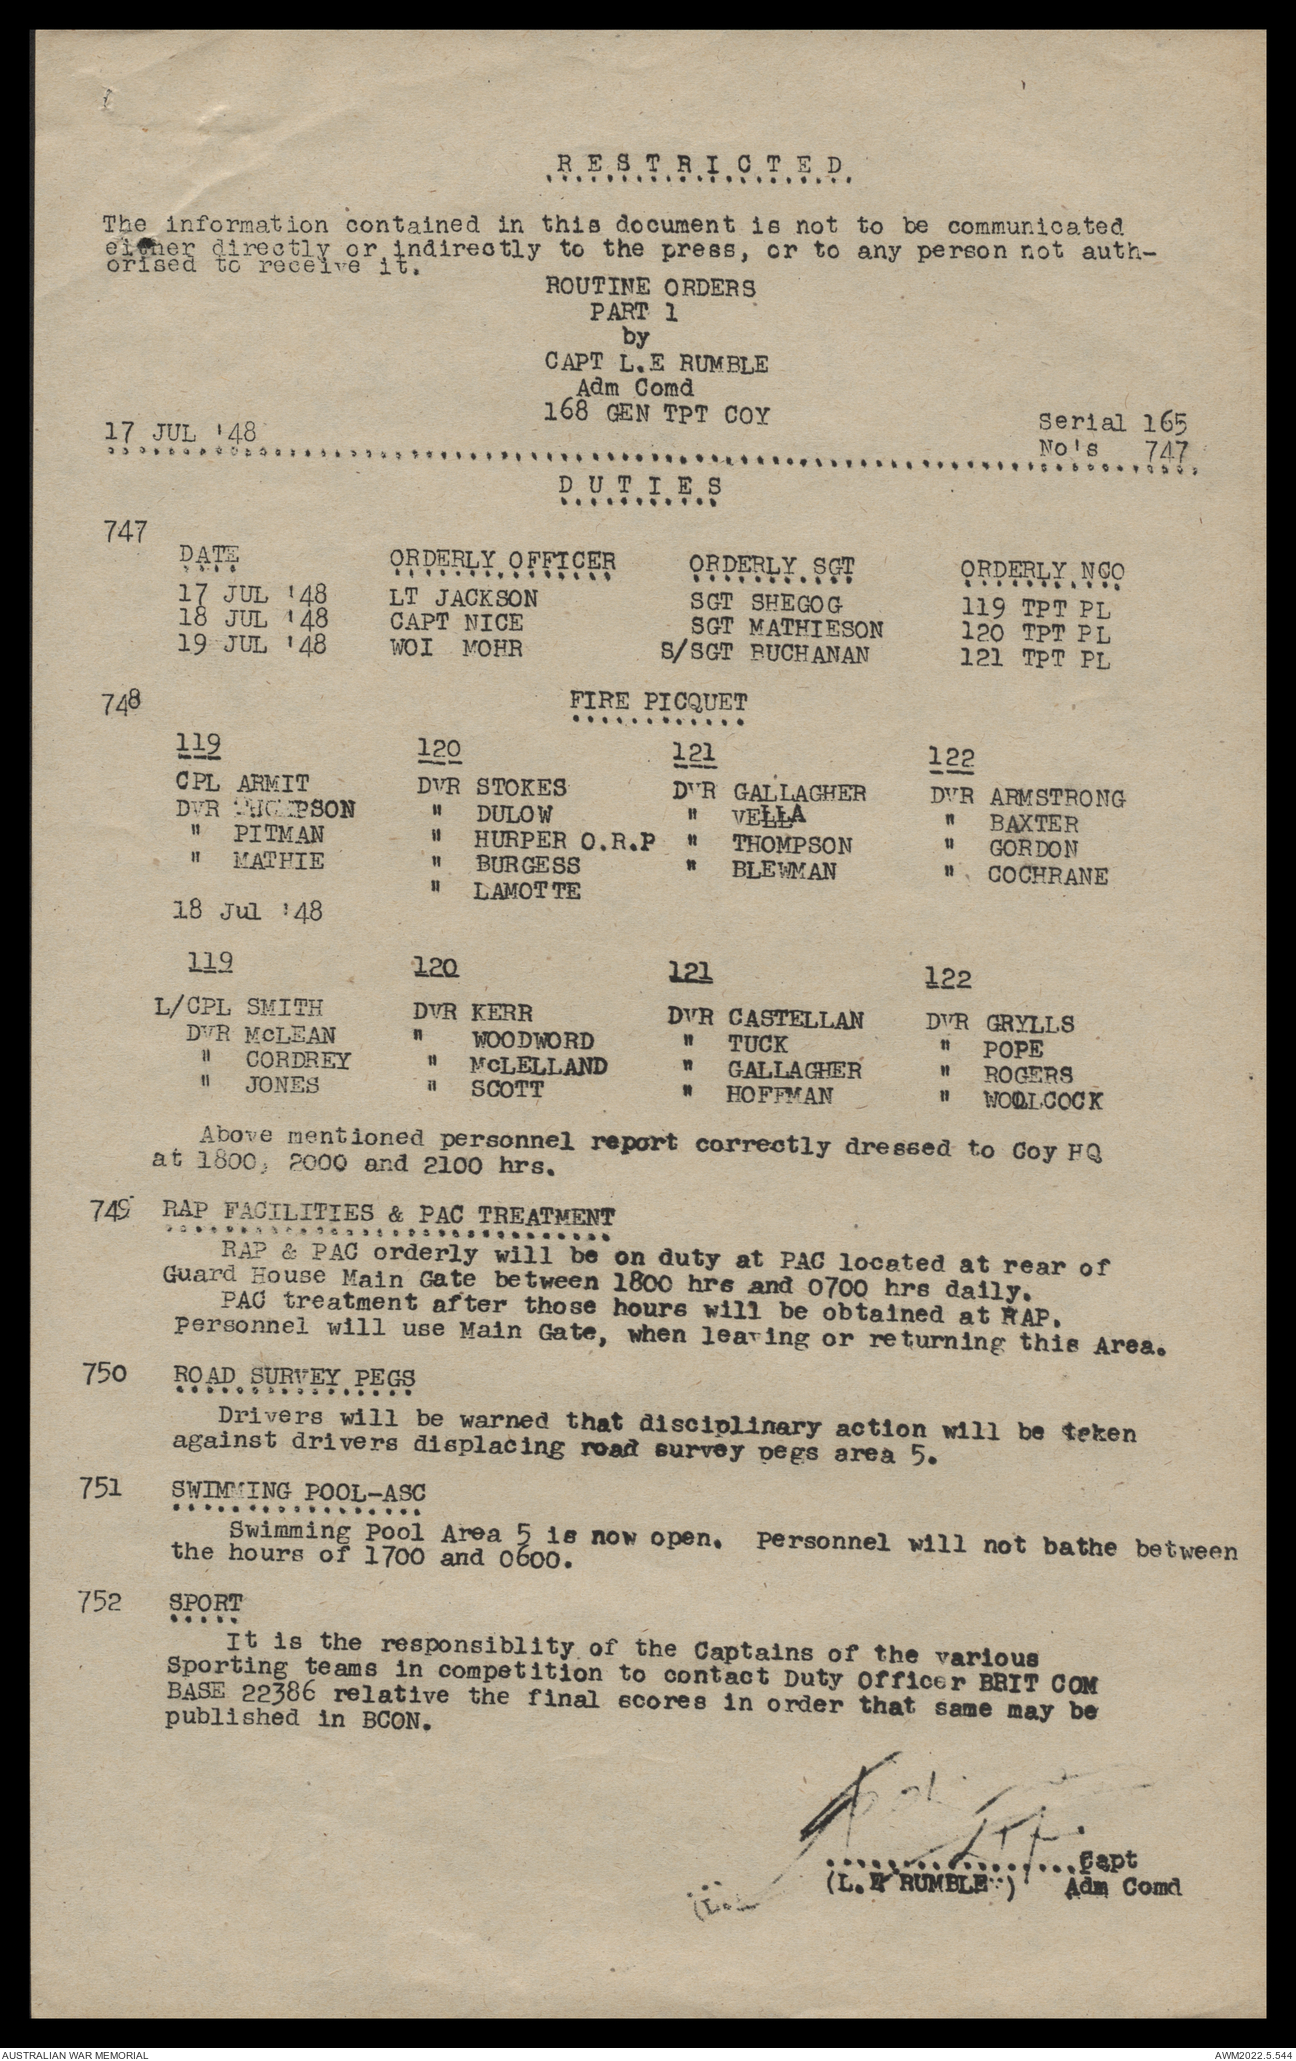 RESTRICTED
The information contained in this document is not to be communicated
either directly or indirectly to the press, or to any person not auth-
orised to receive it.
ROUTINE ORDERS
PART 1
by
CAPT L.E RUMBLE
Adm Comd
168 GEN TPT COY
17 JUL '48
Serial 165
No's 747
DUTIES
747
DATE ORDERLY OFFICER ORDERLY SGT ORDERLY NCO
17 JUL '48 LT JACKSON SGT SHEGOG 119 TPT PL
18 JUL '48 CAPT NICE SGT MATHIESON 120 TPT PL
19 JUL '48 WOI MOHR S/SGT BUCHANAN 121 TPT PL
748 FIRE PICQUET
119 120 121 122
CPL ARMIT DVR STOKES DVR GALLAGHER DVR ARMSTRONG
DVR THOMPSON " DULOW " VELLA " BAXTER
" PITMAN " HURPER O.R.P " THOMPSON " GORDON
" MATHIE " BURGESS " BLEWMAN " COCHRANE
" LAMOTTE
18 Jul '48
119 120 121 122
L/CPL SMITH DVR KERR DVR CASTELLAN DVR GRYLLS
DVR McLEAN " WOODWORD " TUCK " POPE
" CORDREY " McLELLAND " GALLAGHER " ROGERS
" JONES " SCOTT " HOFFMAN " WOOLCOCK
Above mentioned personnel report correctly dressed to Coy HQ
at 1800, 2000 and 2100 hrs.
749 RAP FACILITIES & PAC TREATMENT
RAP & PAC orderly will be on duty at PAC located at rear of
Guard House Main Gate between 1800 hrs and 0700 hrs daily.
PAC treatment after those hours will be obtained at RAP.
Personnel will use Main Gate, when leaving or returning this Area.
750 ROAD SURVEY PEGS
Drivers will be warned that disciplinary action will be taken
against drivers displacing road survey pegs area 5.
751 SWIMMING POOL-ASC
Swimming Pool Area 5 is now open. Personnel will not bathe between
the hours of 1700 and 0600.
752 SPORT
It is the responsiblity of the Captains of the various
Sporting teams in competition to contact Duty Officer BRIT COM
BASE 22386 relative the final scores in order that same may be
published in BCON.
Capt
(L.E RUMBLE) Adm Comd
(L.
AUSTRALIAN WAR MEMORIAL
AWM2022.5.544